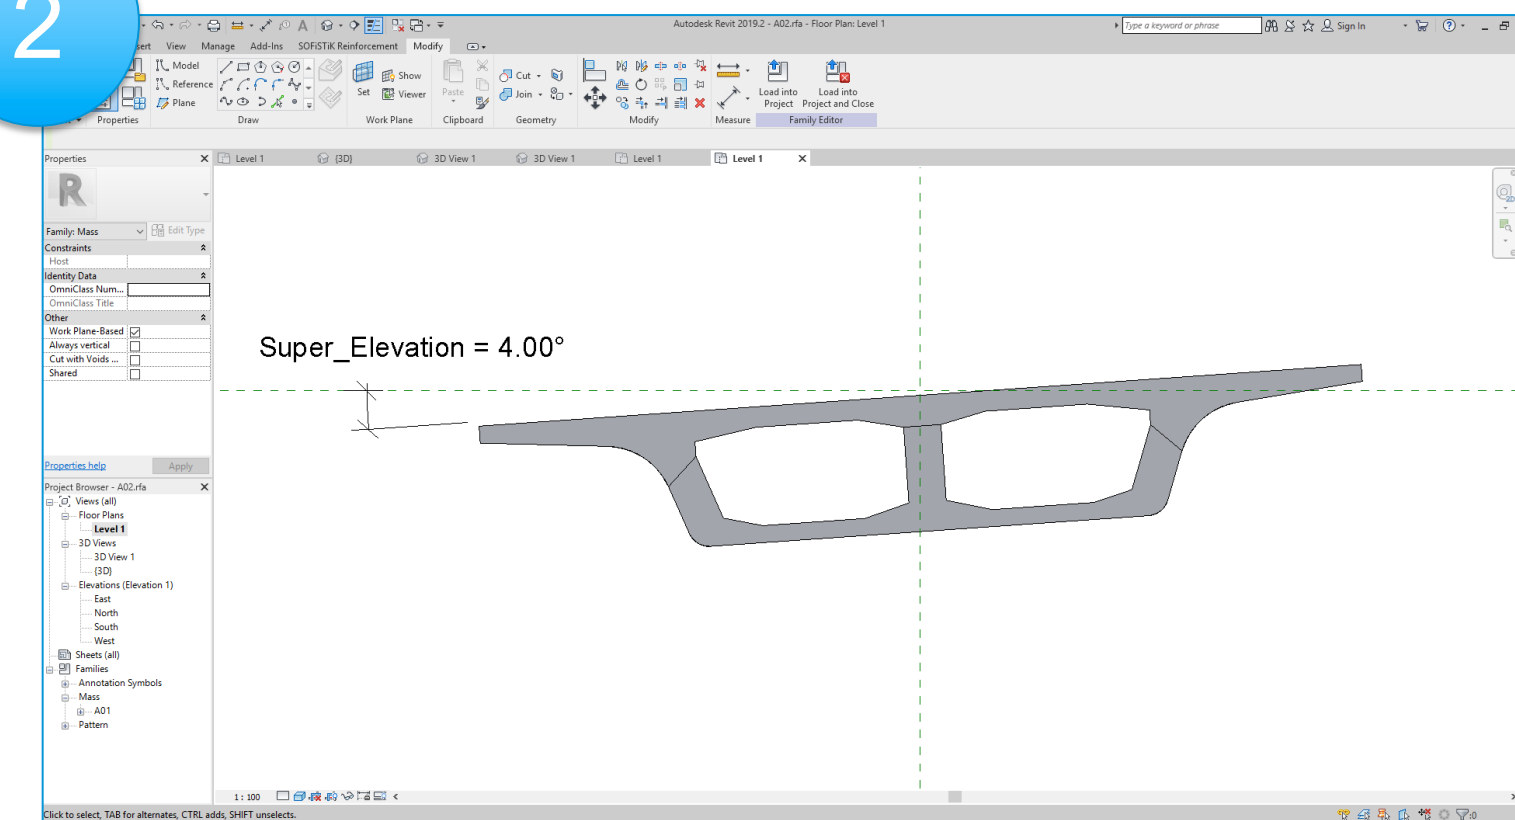 2
Autodesk Revit 2019.2 - A02.rfa - Floor Plan: Level 1
Type a keyword or phrase
Sign In
View Manage Add-Ins SOFiSTiK Reinforcement Modify
Model
Reference
Plane
Set
Show
Viewer
Paste
Cut
Join
Load into Project
Load into Project and Close
Properties Draw Work Plane Clipboard Geometry Modify Measure Family Editor
Properties
Level 1 {3D} 3D View 1 3D View 1 Level 1 Level 1
Family: Mass
Edit Type
Constraints
Host
Identity Data
OmniClass Num...
OmniClass Title
Other
Work Plane-Based
Always vertical
Cut with Voids ...
Shared
Super_Elevation = 4.00°
Properties help
Apply
Project Browser - A02.rfa
Views (all)
Floor Plans
Level 1
3D Views
3D View 1
{3D}
Elevations (Elevation 1)
East
North
South
West
Sheets (all)
Families
Annotation Symbols
Mass
A01
Pattern
1 : 100
Click to select, TAB for alternates, CTRL adds, SHIFT unselects.
:0